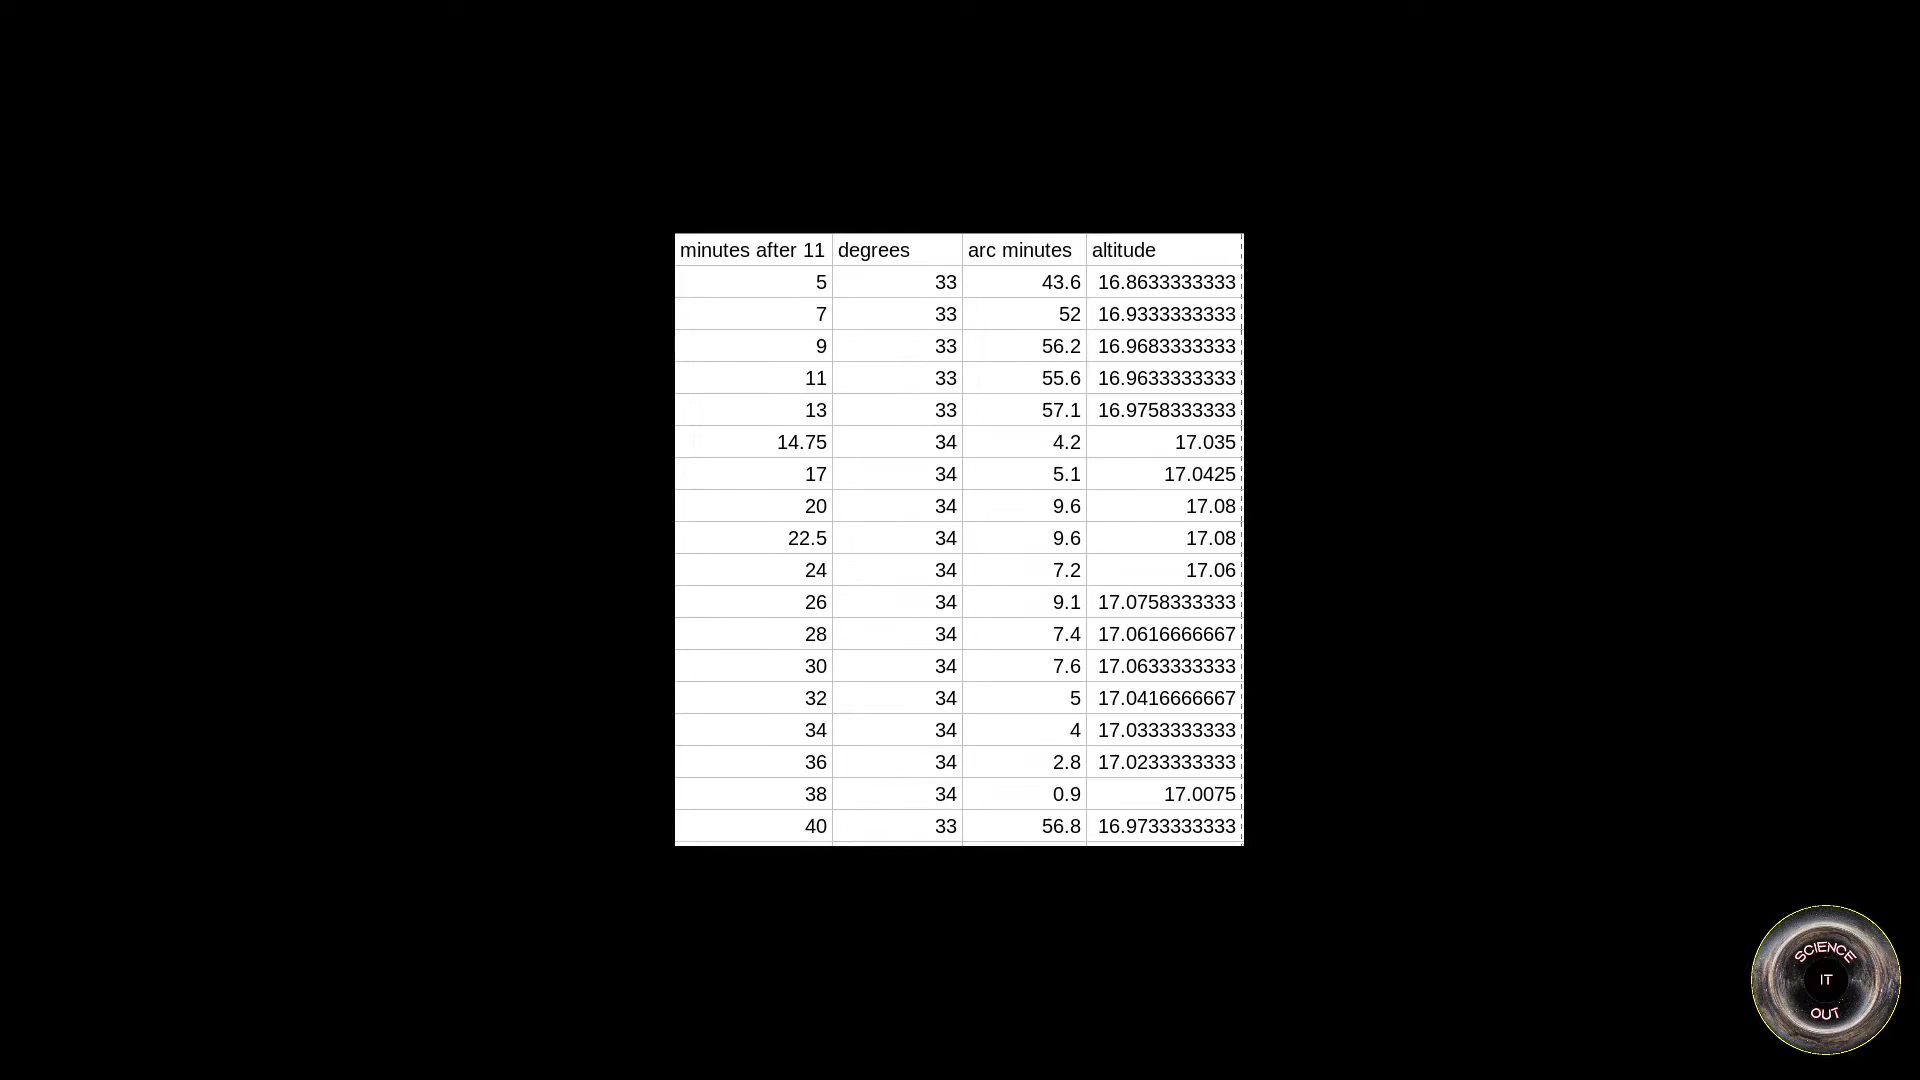 minutes after 11 degrees arc minutes altitude
5 33 43.6 16.8633333333
7 33 52 16.9333333333
9 33 56.2 16.9683333333
11 33 55.6 16.9633333333
13 33 57.1 16.9758333333
14.75 34 4.2 17.035
17 34 5.1 17.0425
20 34 9.6 17.08
22.5 34 9.6 17.08
24 34 7.2 17.06
26 34 9.1 17.0758333333
28 34 7.4 17.0616666667
30 34 7.6 17.0633333333
32 34 5 17.0416666667
34 34 4 17.0333333333
36 34 2.8 17.0233333333
38 34 0.9 17.0075
40 33 56.8 16.9733333333
SCIENCE
IT
OUT